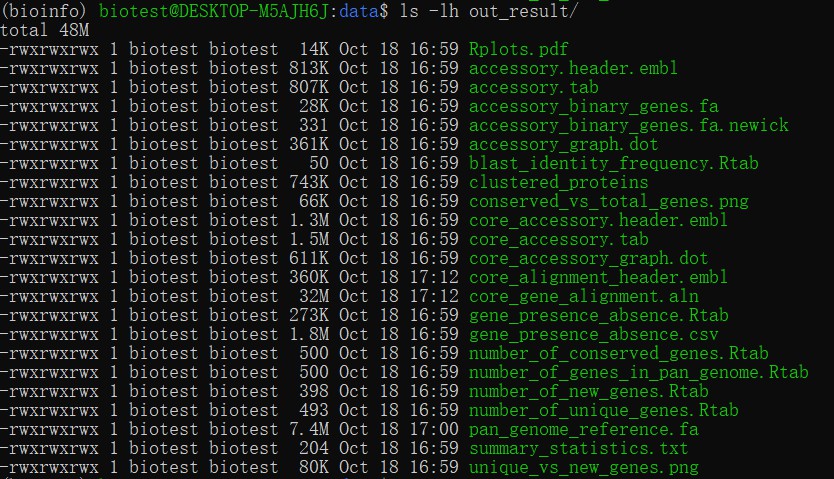 (bioinfo) biotest@DESKTOP-M5AJH6J:data$ ls -lh out_result/
total 48M
-rwxrwxrwx 1 biotest biotest  14K Oct 18 16:59 Rplots.pdf
-rwxrwxrwx 1 biotest biotest 813K Oct 18 16:59 accessory.header.embl
-rwxrwxrwx 1 biotest biotest 807K Oct 18 16:59 accessory.tab
-rwxrwxrwx 1 biotest biotest  28K Oct 18 16:59 accessory_binary_genes.fa
-rwxrwxrwx 1 biotest biotest  331 Oct 18 16:59 accessory_binary_genes.fa.newick
-rwxrwxrwx 1 biotest biotest 361K Oct 18 16:59 accessory_graph.dot
-rwxrwxrwx 1 biotest biotest   50 Oct 18 16:59 blast_identity_frequency.Rtab
-rwxrwxrwx 1 biotest biotest 743K Oct 18 16:59 clustered_proteins
-rwxrwxrwx 1 biotest biotest  66K Oct 18 16:59 conserved_vs_total_genes.png
-rwxrwxrwx 1 biotest biotest 1.3M Oct 18 16:59 core_accessory.header.embl
-rwxrwxrwx 1 biotest biotest 1.5M Oct 18 16:59 core_accessory.tab
-rwxrwxrwx 1 biotest biotest 611K Oct 18 16:59 core_accessory_graph.dot
-rwxrwxrwx 1 biotest biotest 360K Oct 18 17:12 core_alignment_header.embl
-rwxrwxrwx 1 biotest biotest  32M Oct 18 17:12 core_gene_alignment.aln
-rwxrwxrwx 1 biotest biotest 273K Oct 18 16:59 gene_presence_absence.Rtab
-rwxrwxrwx 1 biotest biotest 1.8M Oct 18 16:59 gene_presence_absence.csv
-rwxrwxrwx 1 biotest biotest  500 Oct 18 16:59 number_of_conserved_genes.Rtab
-rwxrwxrwx 1 biotest biotest  500 Oct 18 16:59 number_of_genes_in_pan_genome.Rtab
-rwxrwxrwx 1 biotest biotest  398 Oct 18 16:59 number_of_new_genes.Rtab
-rwxrwxrwx 1 biotest biotest  493 Oct 18 16:59 number_of_unique_genes.Rtab
-rwxrwxrwx 1 biotest biotest 7.4M Oct 18 17:00 pan_genome_reference.fa
-rwxrwxrwx 1 biotest biotest  204 Oct 18 16:59 summary_statistics.txt
-rwxrwxrwx 1 biotest biotest  80K Oct 18 16:59 unique_vs_new_genes.png